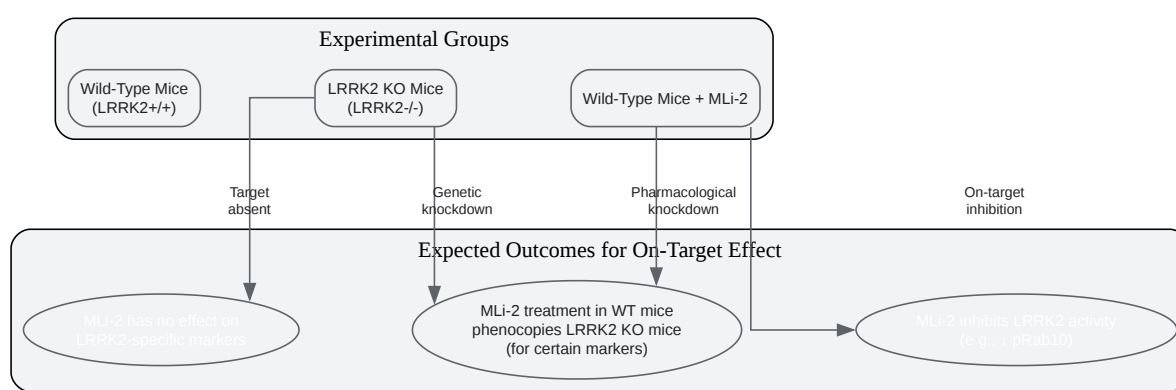 Experimental Groups
Wild-Type Mice
(LRRK2+/+)
LRRK2 KO Mice
(LRRK2-/-)
Wild-Type Mice + MLi-2
Target
absent
Genetic
knockdown
Pharmacological
knockdown
On-target
inhibition
Expected Outcomes for On-Target Effect
MLi-2 has no effect on
LRRK2-specific markers
MLi-2 treatment in WT mice
phenocopies LRRK2 KO mice
(for certain markers)
MLi-2 inhibits LRRK2 activity
(e.g., ↓ pRab10)